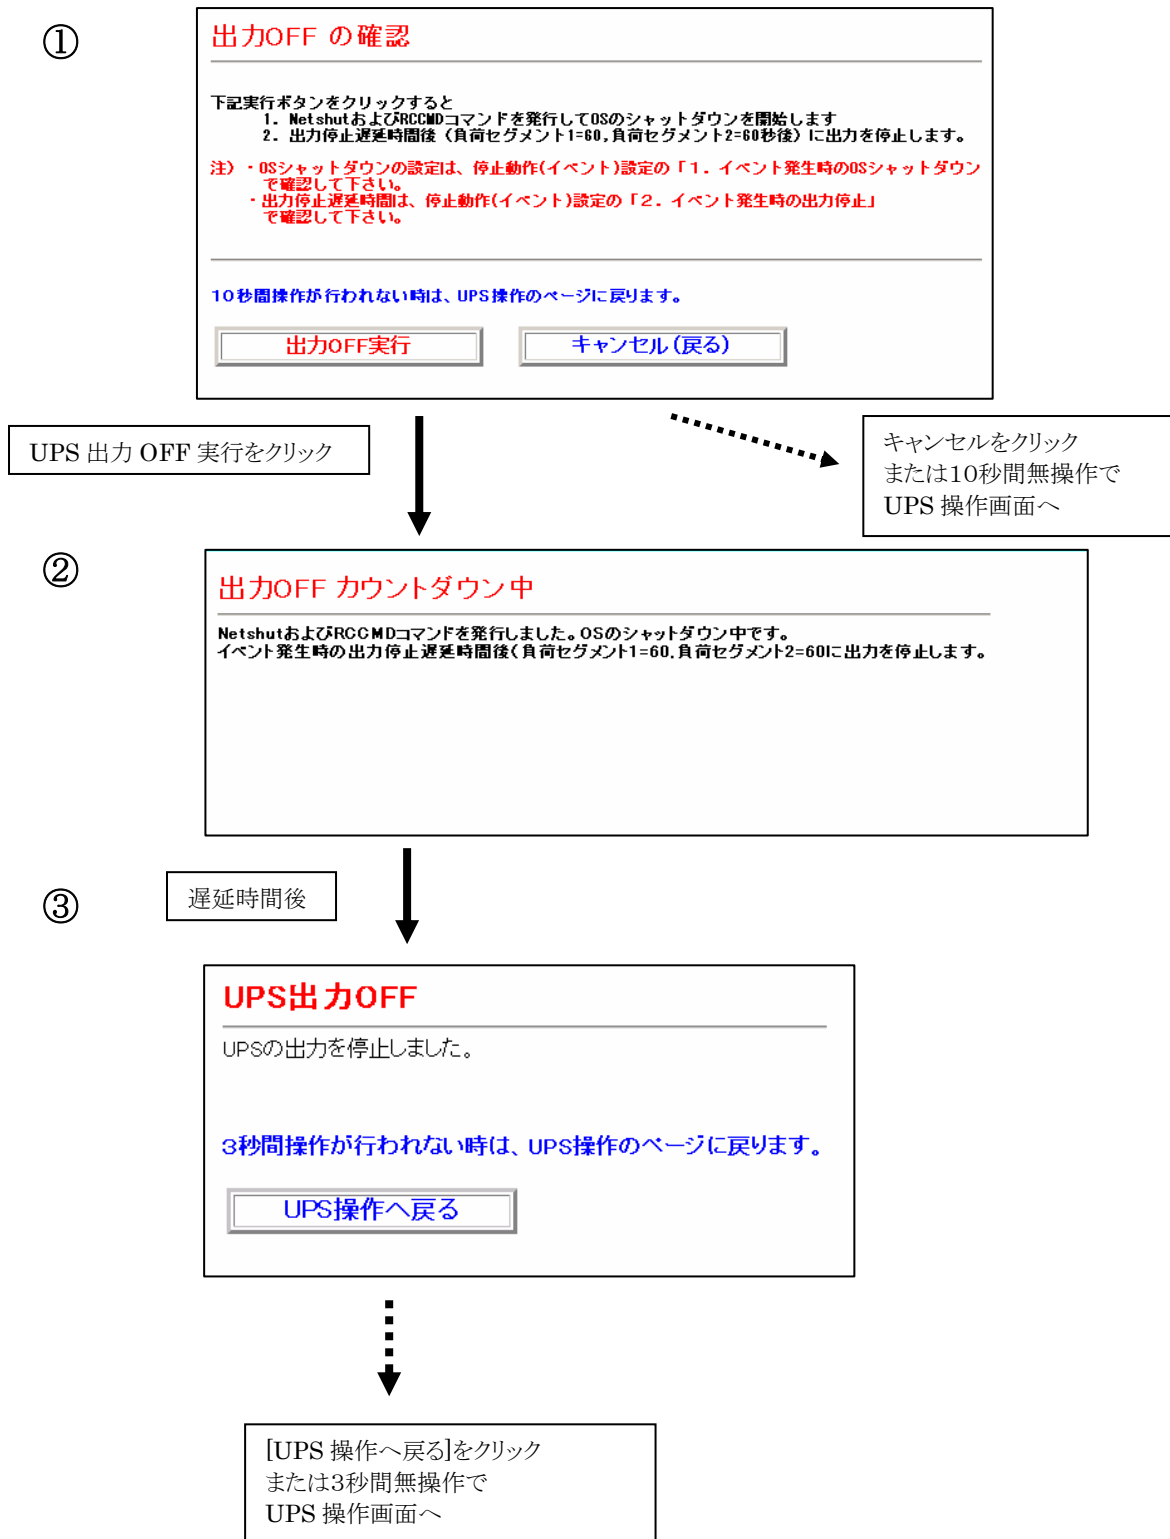 ①
出力OFF の確認
下記実行ボタンをクリックすると
1. NetshutおよびRCCMDコマンドを発行してOSのシャットダウンを開始します
2. 出力停止遅延時間後（負荷セグメント1=60,負荷セグメント2=60秒後）に出力を停止します。
注）・OSシャットダウンの設定は、停止動作(イベント)設定の「１．イベント発生時のOSシャットダウン
で確認して下さい。
・出力停止遅延時間は、停止動作(イベント)設定の「２．イベント発生時の出力停止」
で確認して下さい。
１０秒間操作が行われない時は、UPS操作のページに戻ります。
出力OFF実行
キャンセル(戻る)
UPS 出力 OFF 実行をクリック
キャンセルをクリック
または１０秒間無操作で
UPS 操作画面へ
②
出力OFF カウントダウン中
NetshutおよびRCCMDコマンドを発行しました。OSのシャットダウン中です。
イベント発生時の出力停止遅延時間後(負荷セグメント1=60,負荷セグメント2=60に出力を停止します。
③
遅延時間後
UPS出力OFF
UPSの出力を停止しました。
3秒間操作が行われない時は、UPS操作のページに戻ります。
UPS操作へ戻る
[UPS 操作へ戻る]をクリック
または３秒間無操作で
UPS 操作画面へ